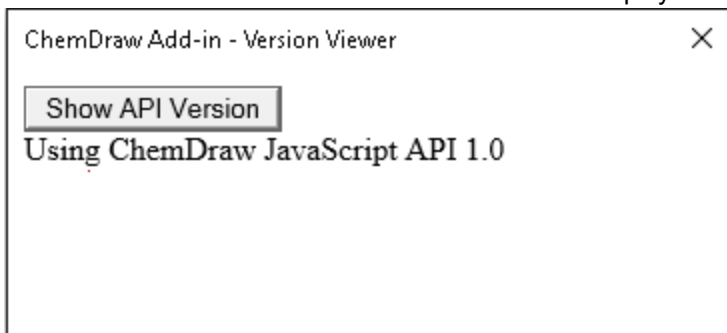 ChemDraw Add-in - Version Viewer
Show API Version
Using ChemDraw JavaScript API 1.0